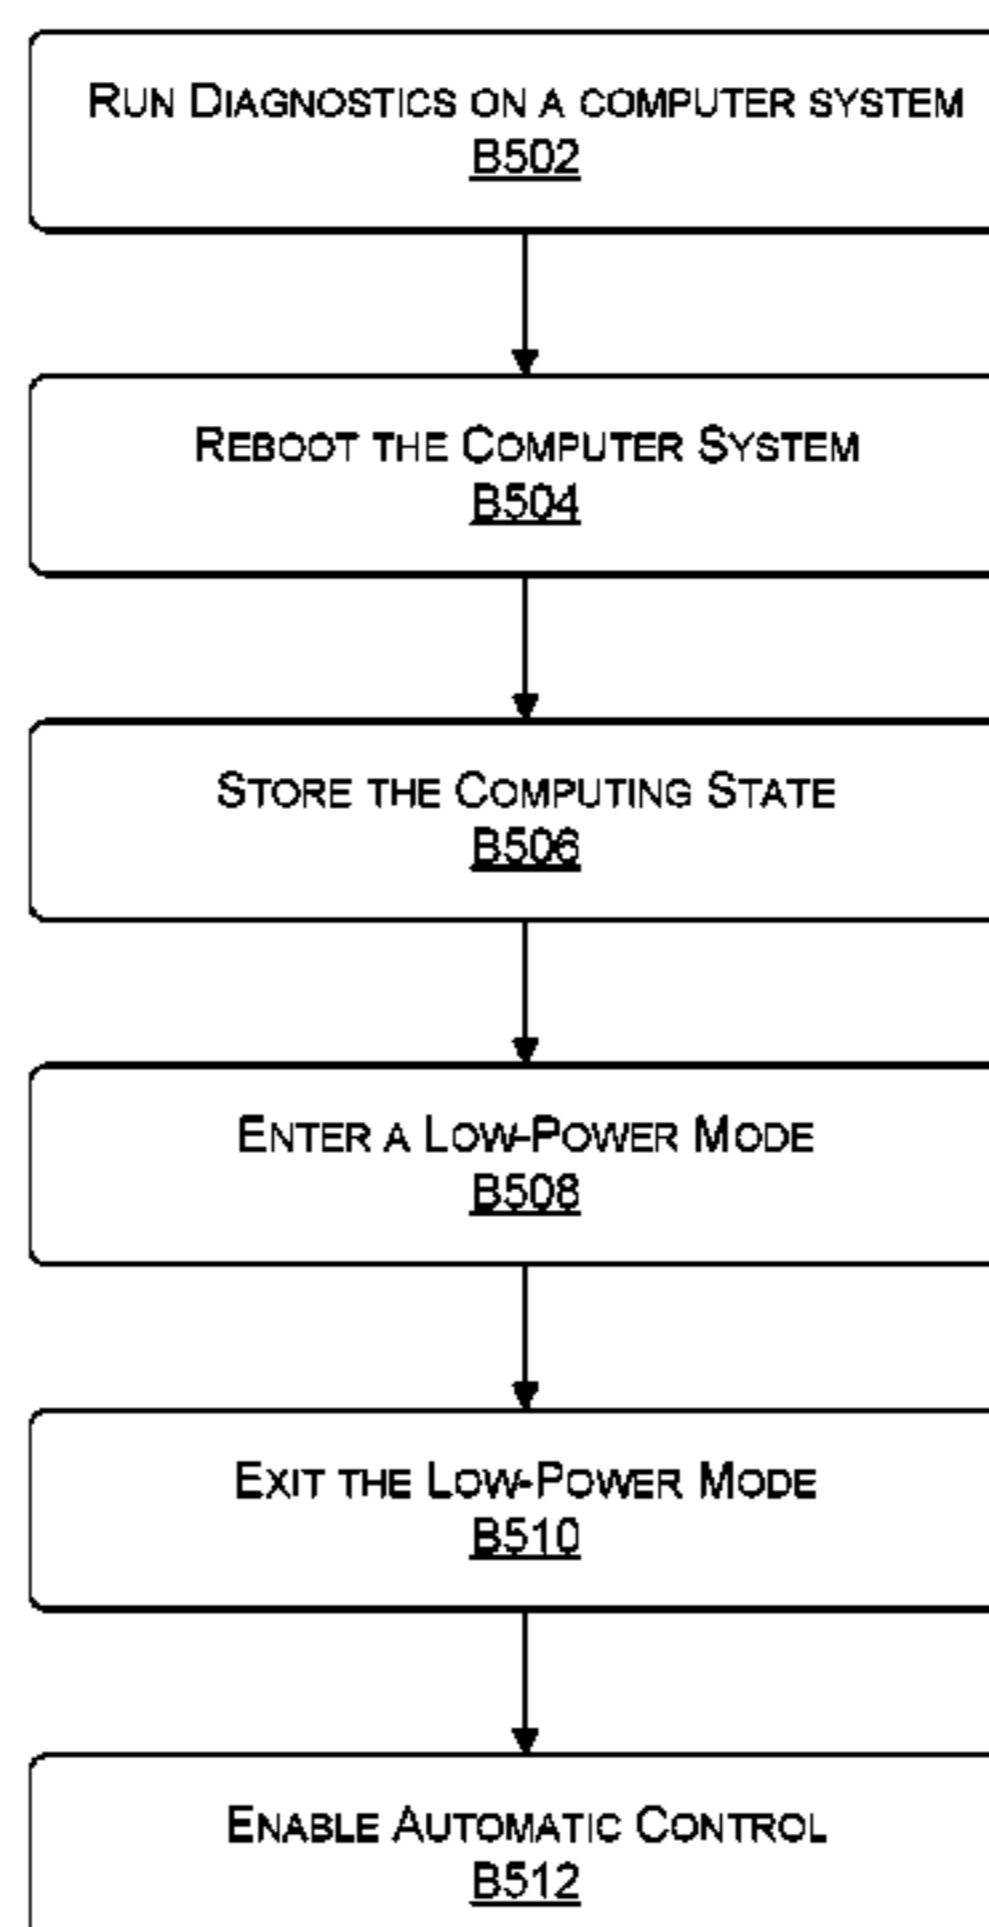 RUN DIAGNOSTICS ON A COMPUTER SYSTEM
B502
REBOOT THE COMPUTER SYSTEM
B504
STORE THE COMPUTING STATE
B506
ENTER A LOW-POWER MODE
B508
EXIT THE LOW-POWER MODE
B510
ENABLE AUTOMATIC CONTROL
B512